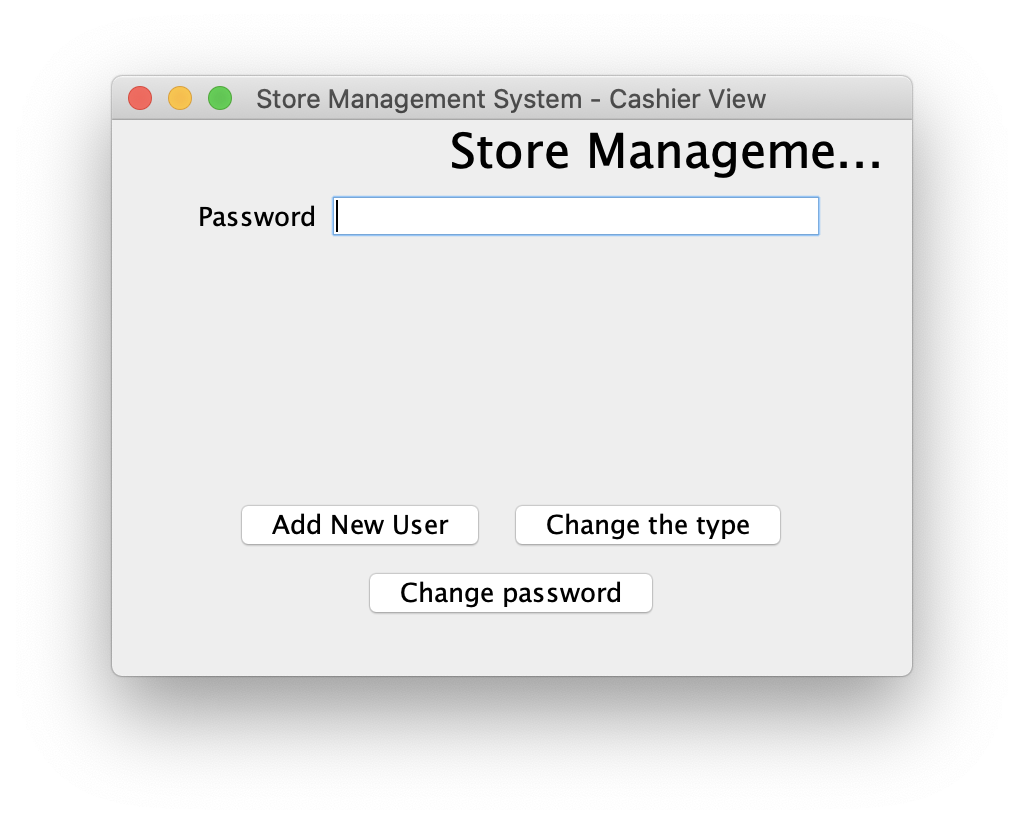 Store Management System - Cashier View
Store Manageme...
Password
Add New User Change the type
Change password